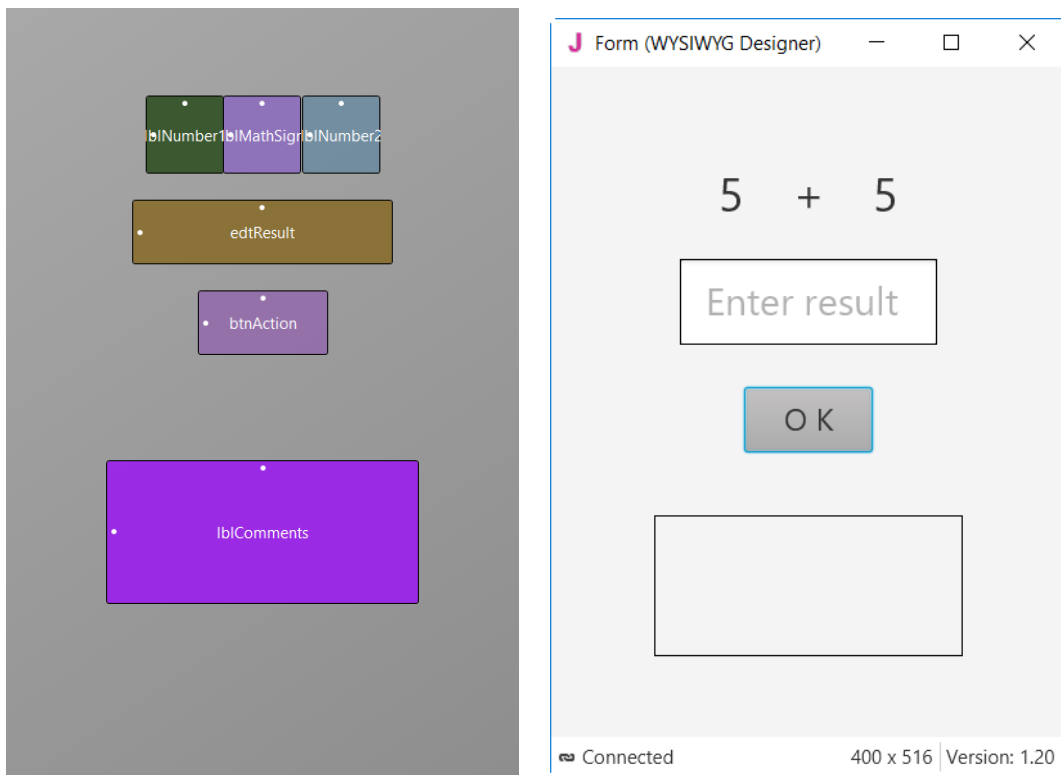 lblNumber1 lblMathSign lblNumber2
edtResult
btnAction
lblComments
J Form (WYSIWYG Designer)
5 + 5
Enter result
O K
Connected 400 x 516 Version: 1.20